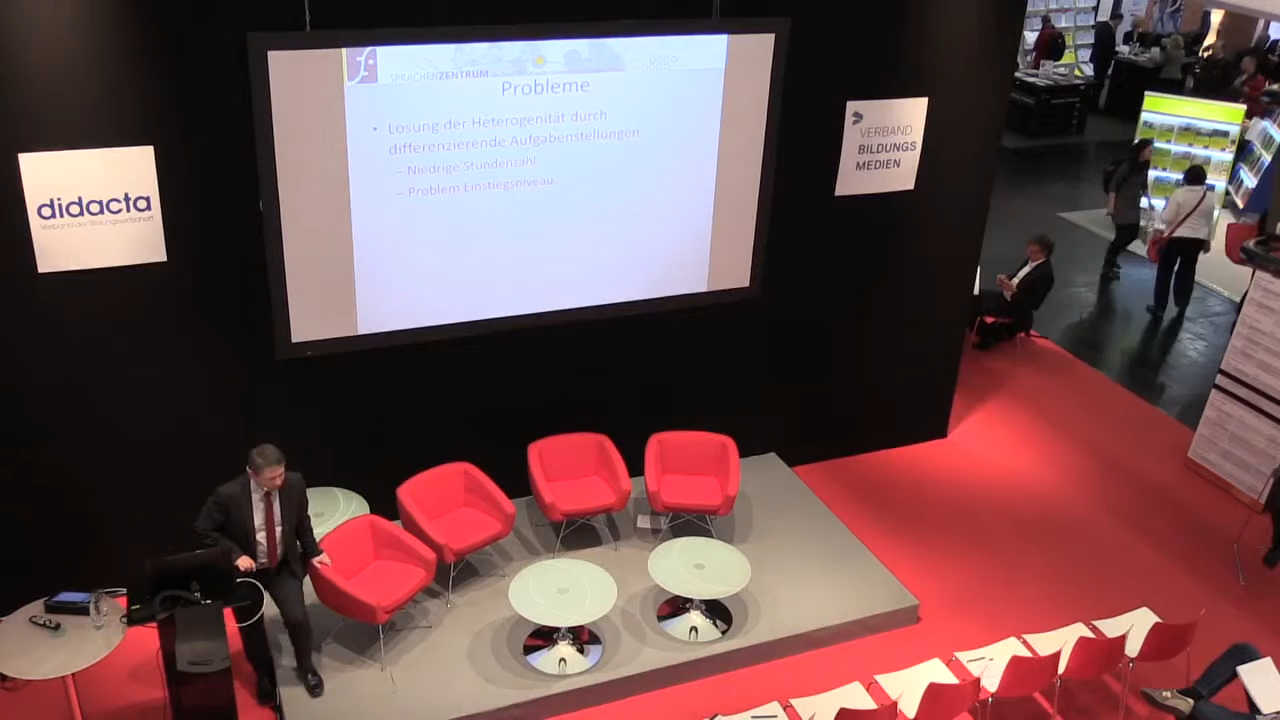 SPRACHENZENTRUM
Probleme
• Lösung der Heterogenität durch
differenzierende Aufgabenstellungen
– Niedrige Stundenzahl
– Problem Einstiegsniveau
didacta
Verband der Bildungswirtschaft
VERBAND
BILDUNGS
MEDIEN